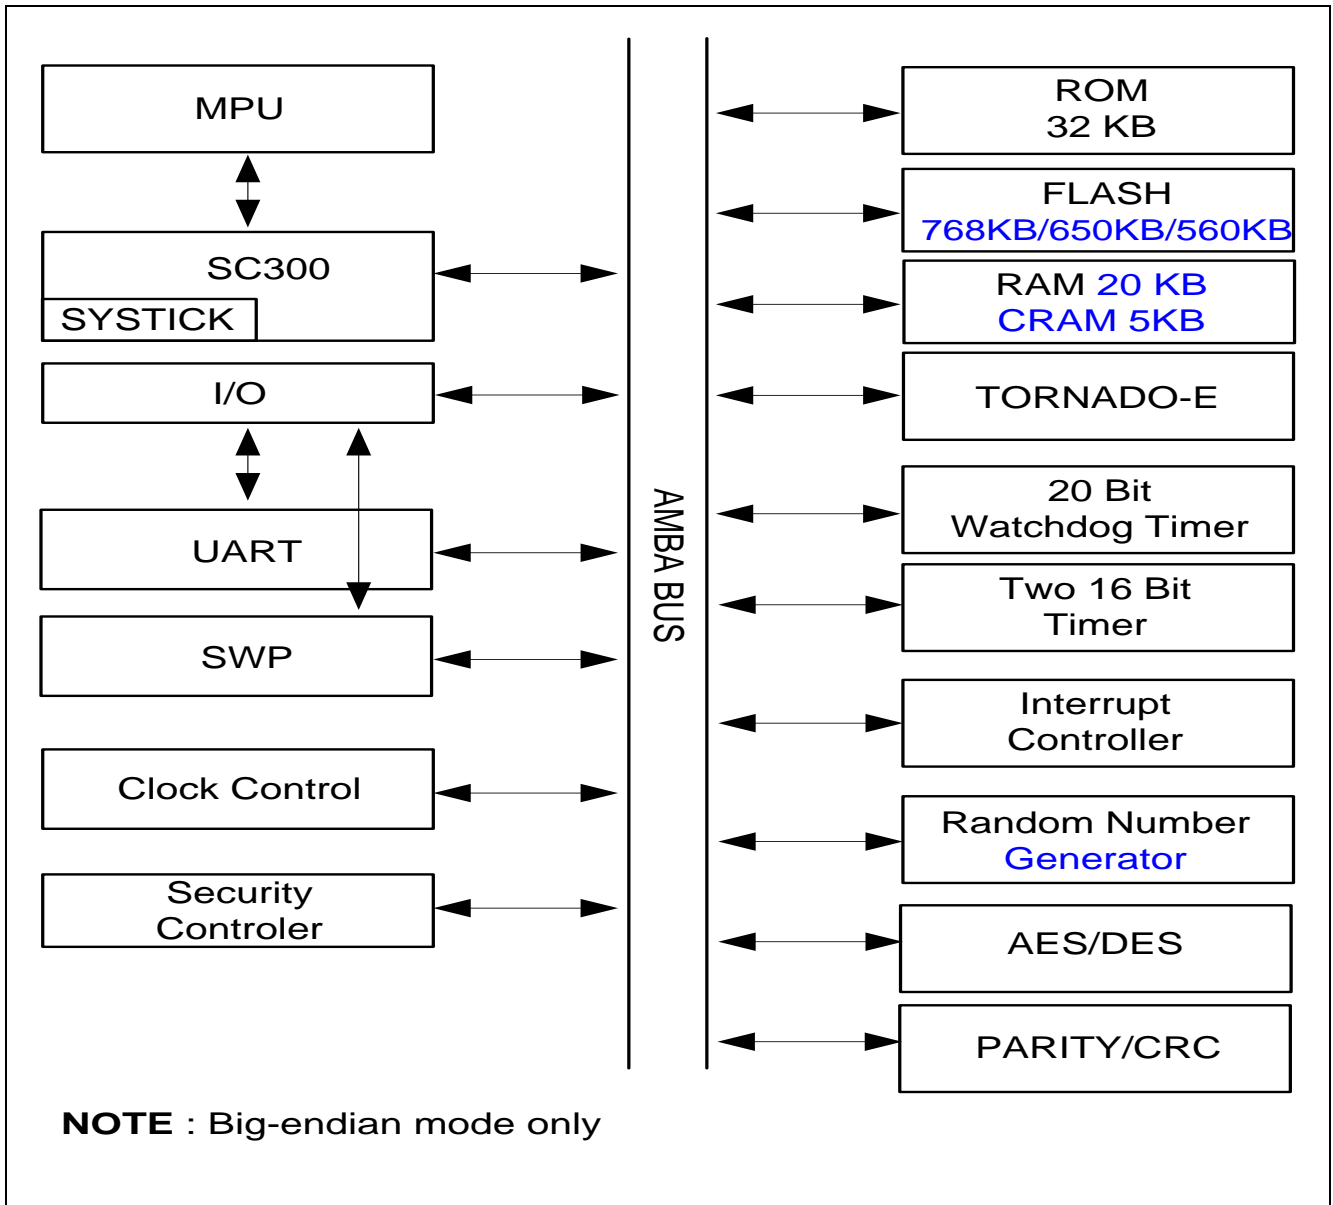 MPU
SC300
SYSTICK
I/O
UART
SWP
Clock Control
Security
Controler
AMBA BUS
ROM
32 KB
FLASH
768KB/650KB/560KB
RAM 20 KB
CRAM 5KB
TORNADO-E
20 Bit
Watchdog Timer
Two 16 Bit
Timer
Interrupt
Controller
Random Number
Generator
AES/DES
PARITY/CRC
NOTE : Big-endian mode only